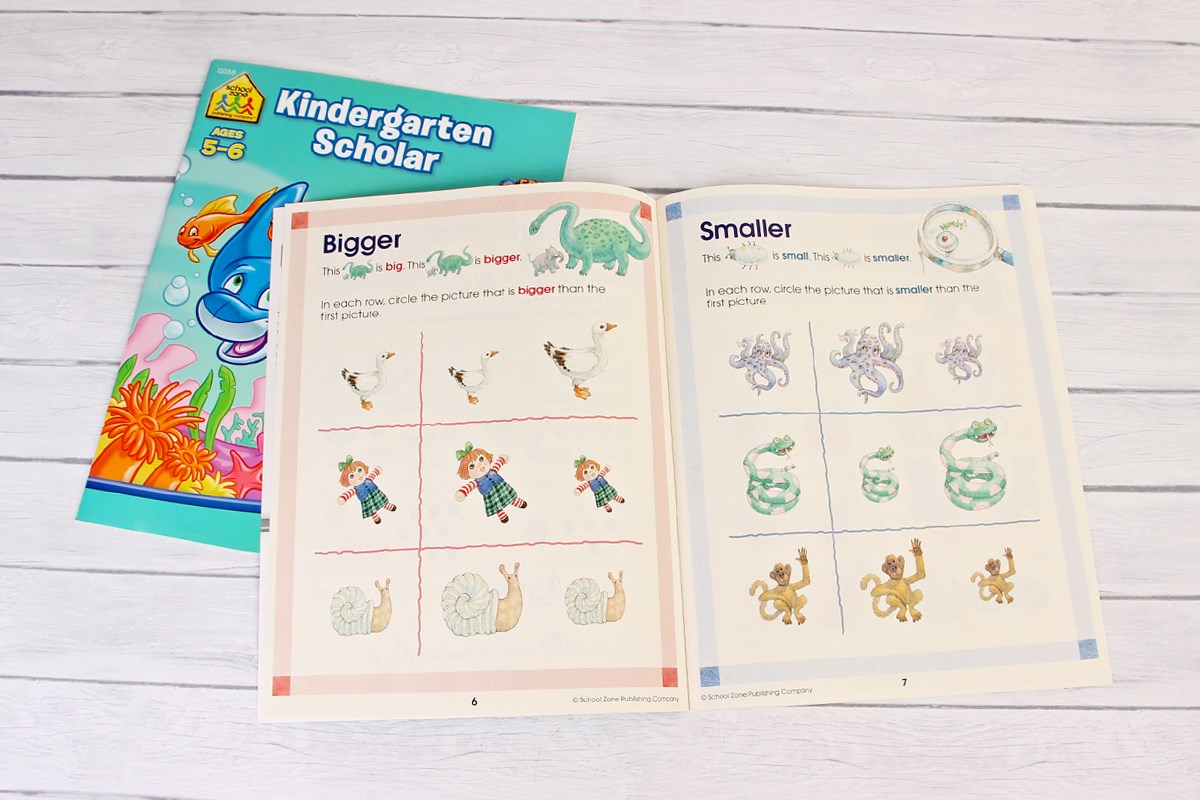 0058
school
zone
publishing company
Kindergarten
Scholar
AGES
5–6
Bigger
This is big. This is bigger.
In each row, circle the picture that is bigger than the
first picture.
6
© School Zone Publishing Company
Smaller
This is small. This is smaller.
In each row, circle the picture that is smaller than the
first picture.
© School Zone Publishing Company
7